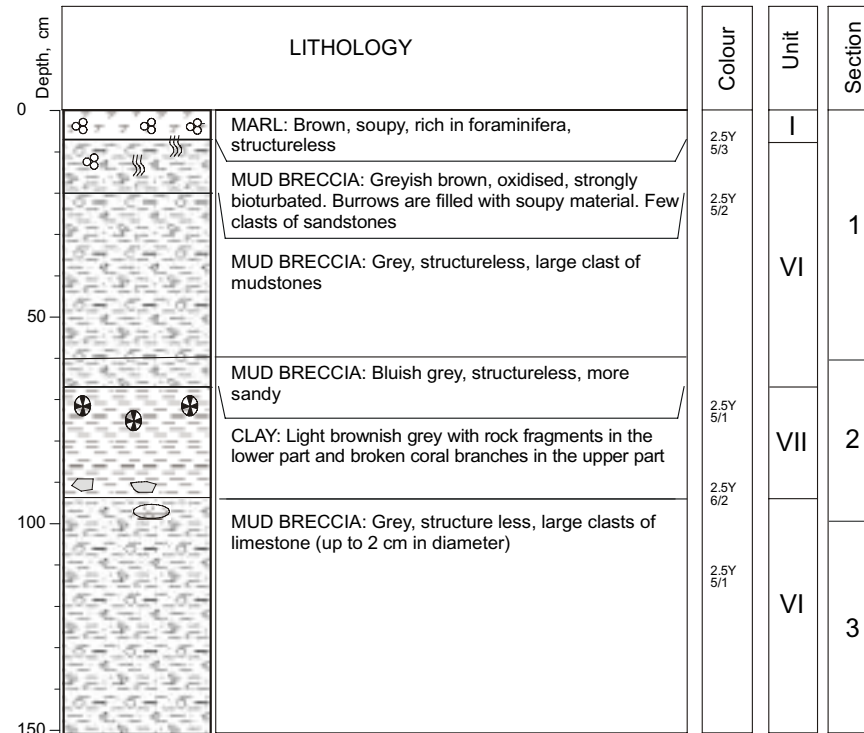 Depth, cm
LITHOLOGY
Colour
Unit
Section
0
50
100
150
MARL: Brown, soupy, rich in foraminifera,
structureless
MUD BRECCIA: Greyish brown, oxidised, strongly
bioturbated. Burrows are filled with soupy material. Few
clasts of sandstones
MUD BRECCIA: Grey, structureless, large clast of
mudstones
MUD BRECCIA: Bluish grey, structureless, more
sandy
CLAY: Light brownish grey with rock fragments in the
lower part and broken coral branches in the upper part
MUD BRECCIA: Grey, structure less, large clasts of
limestone (up to 2 cm in diameter)
2.5Y
5/3
2.5Y
5/2
2.5Y
5/1
2.5Y
6/2
2.5Y
5/1
I
VI
VII
VI
1
2
3